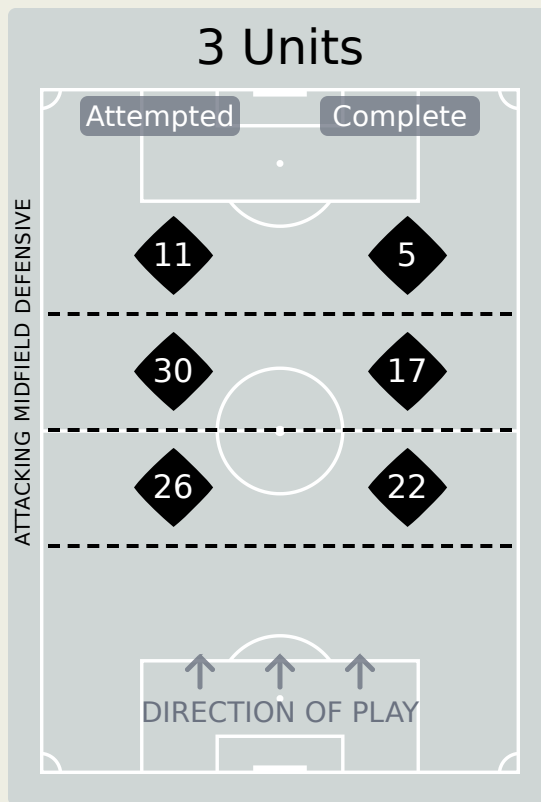 3 Units
Attempted Complete
ATTACKING MIDFIELD DEFENSIVE
11 5
30 17
26 22
DIRECTION OF PLAY